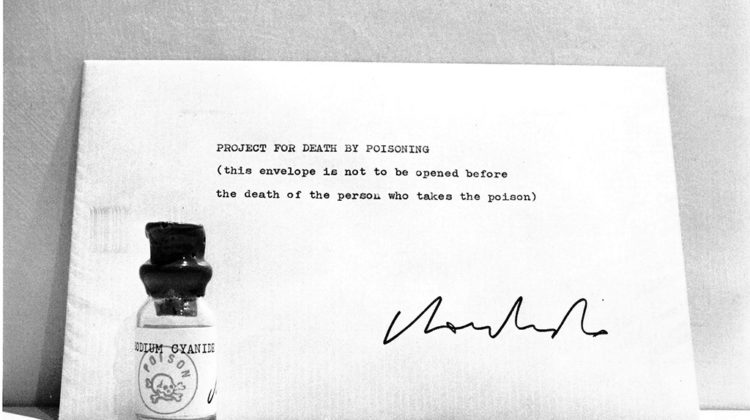 PROJECT FOR DEATH BY POISONING
(this envelope is not to be opened before
the death of the person who takes the poison)
ODIUM CYANIDE
POISON